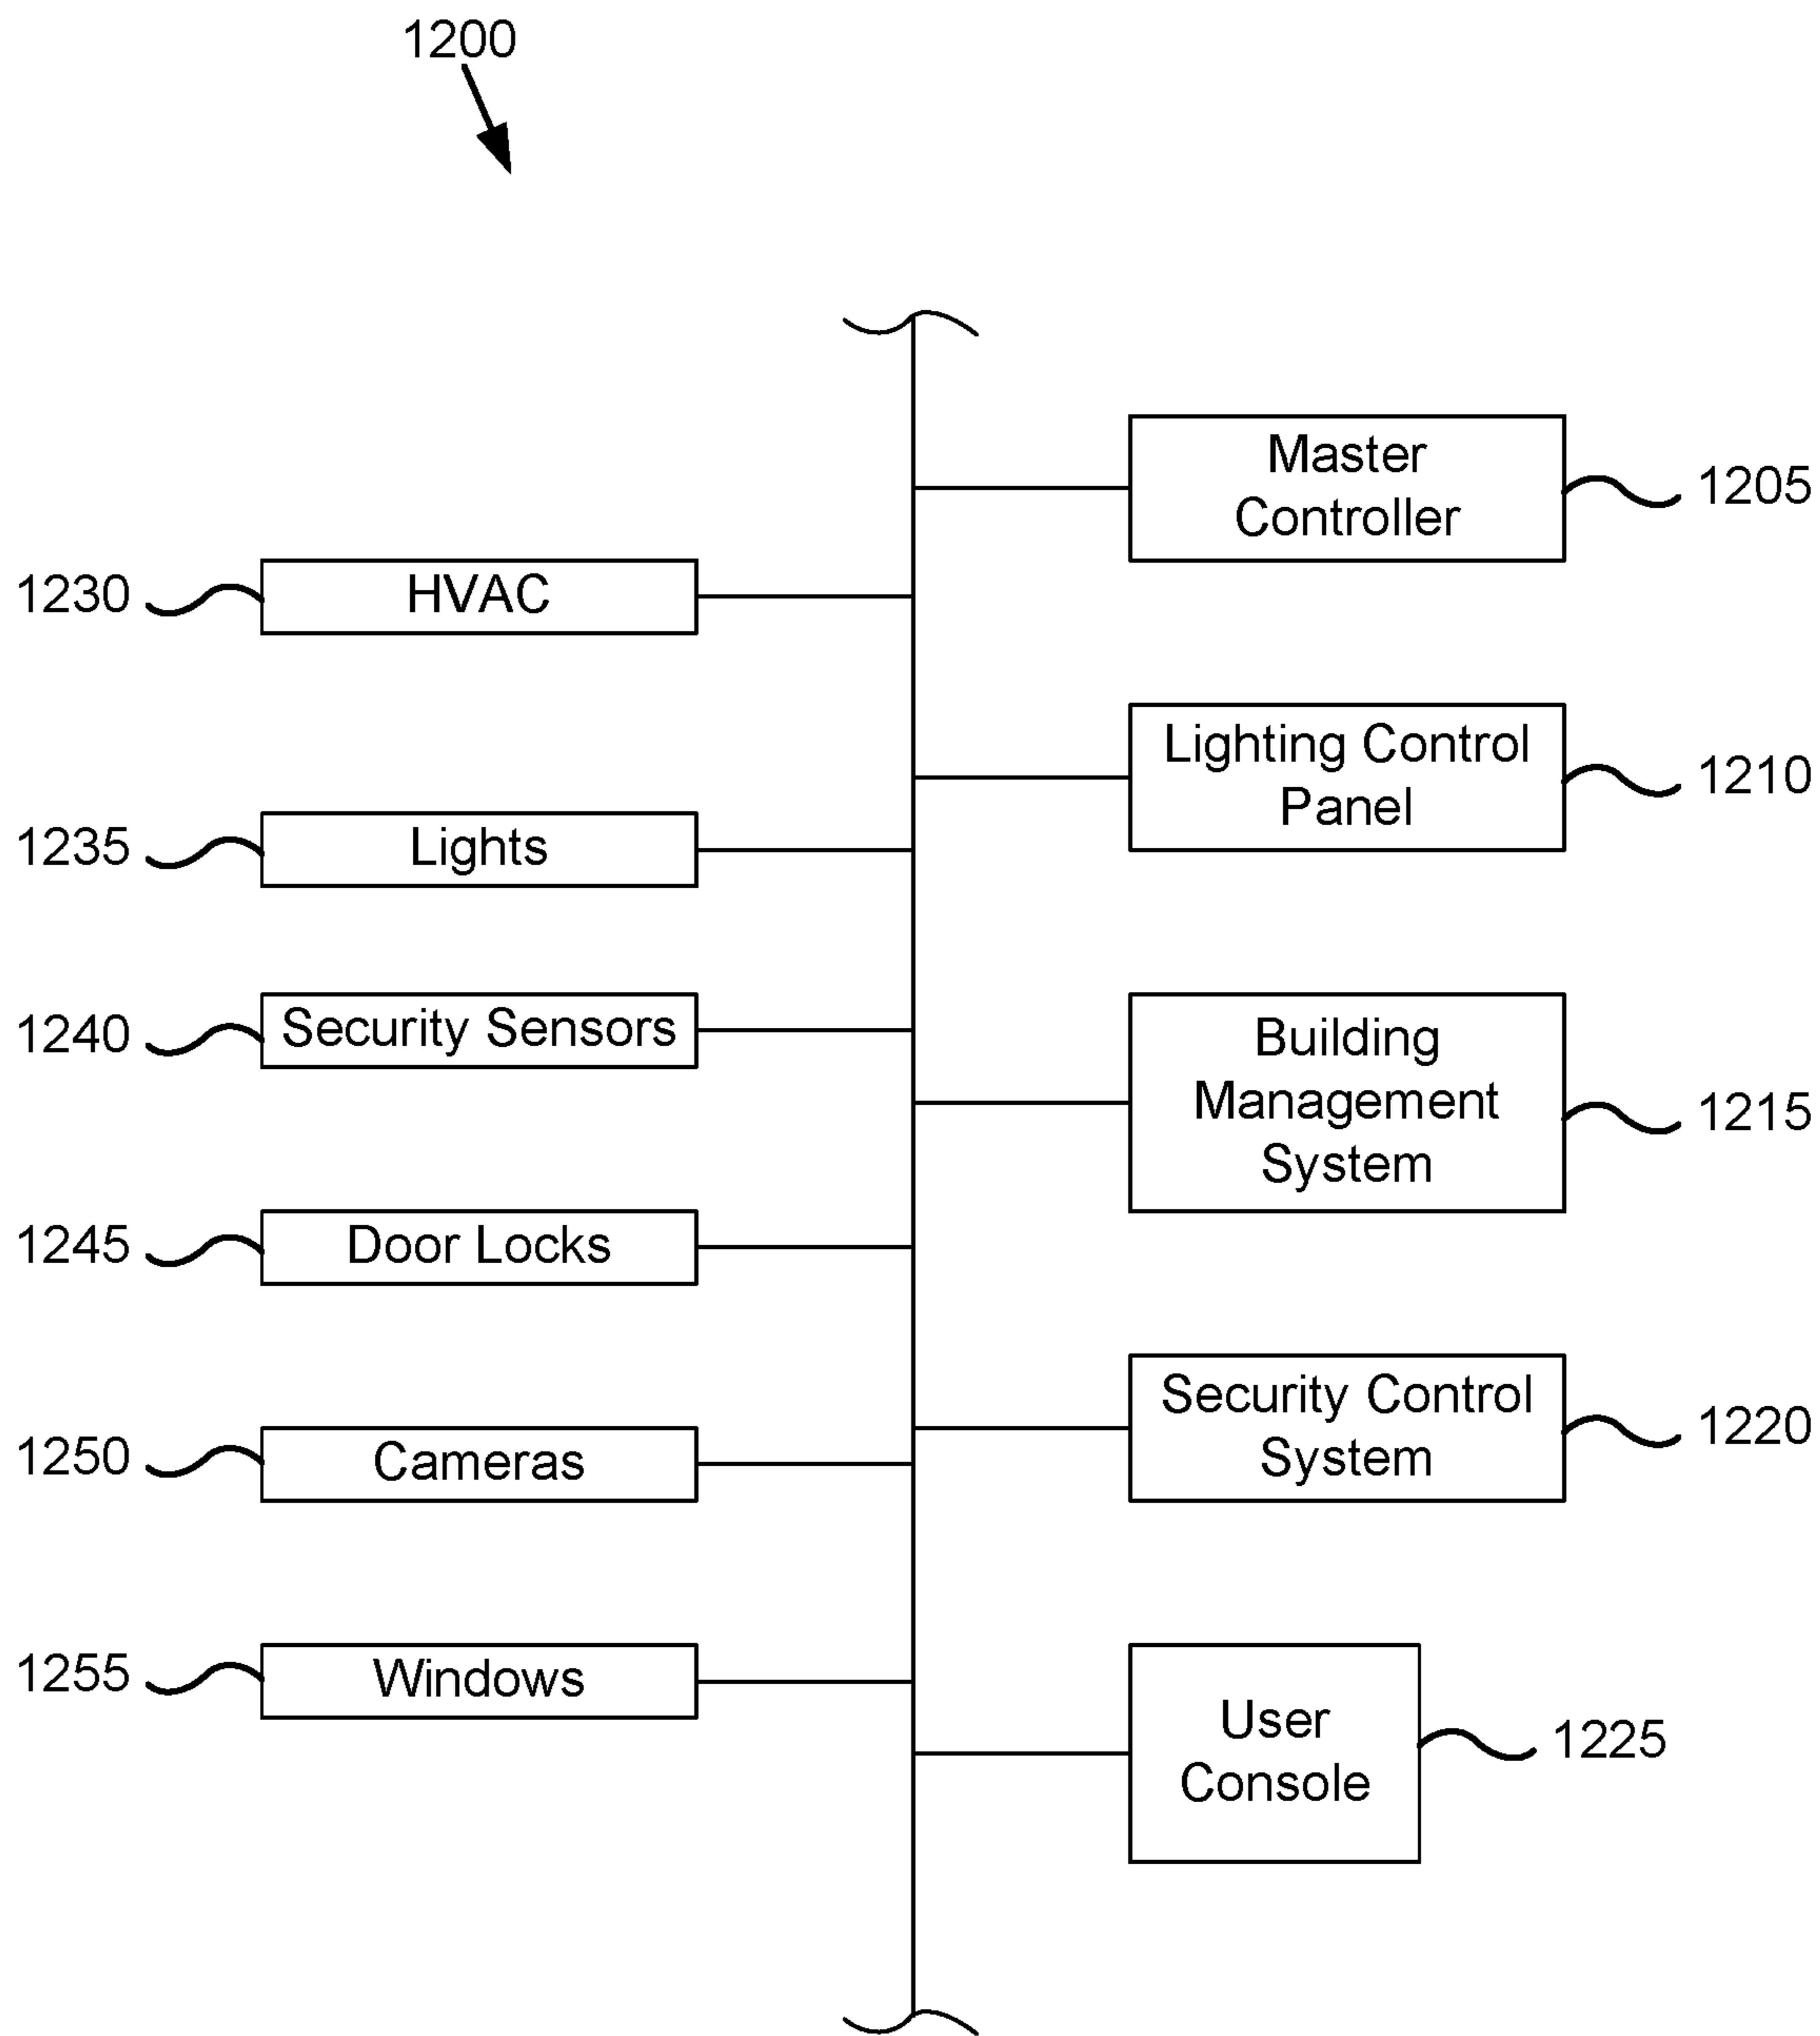 1200
Master
Controller
1205
1230
HVAC
Lighting Control
Panel
1210
1235
Lights
1240
Security Sensors
Building
Management
System
1215
1245
Door Locks
Security Control
System
1220
1250
Cameras
1255
Windows
User
Console
1225